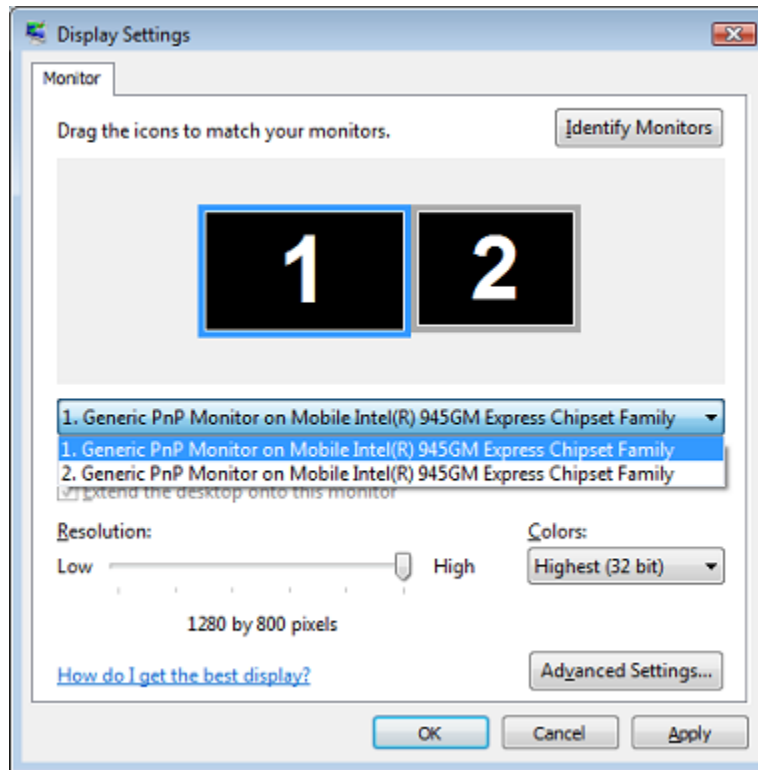 Display Settings
Monitor
Drag the icons to match your monitors.
Identify Monitors
1
2
1. Generic PnP Monitor on Mobile Intel(R) 945GM Express Chipset Family
1. Generic PnP Monitor on Mobile Intel(R) 945GM Express Chipset Family
2. Generic PnP Monitor on Mobile Intel(R) 945GM Express Chipset Family
Extend the desktop onto this monitor
Resolution:
Colors:
Low
High
Highest (32 bit)
1280 by 800 pixels
How do I get the best display?
Advanced Settings...
OK
Cancel
Apply